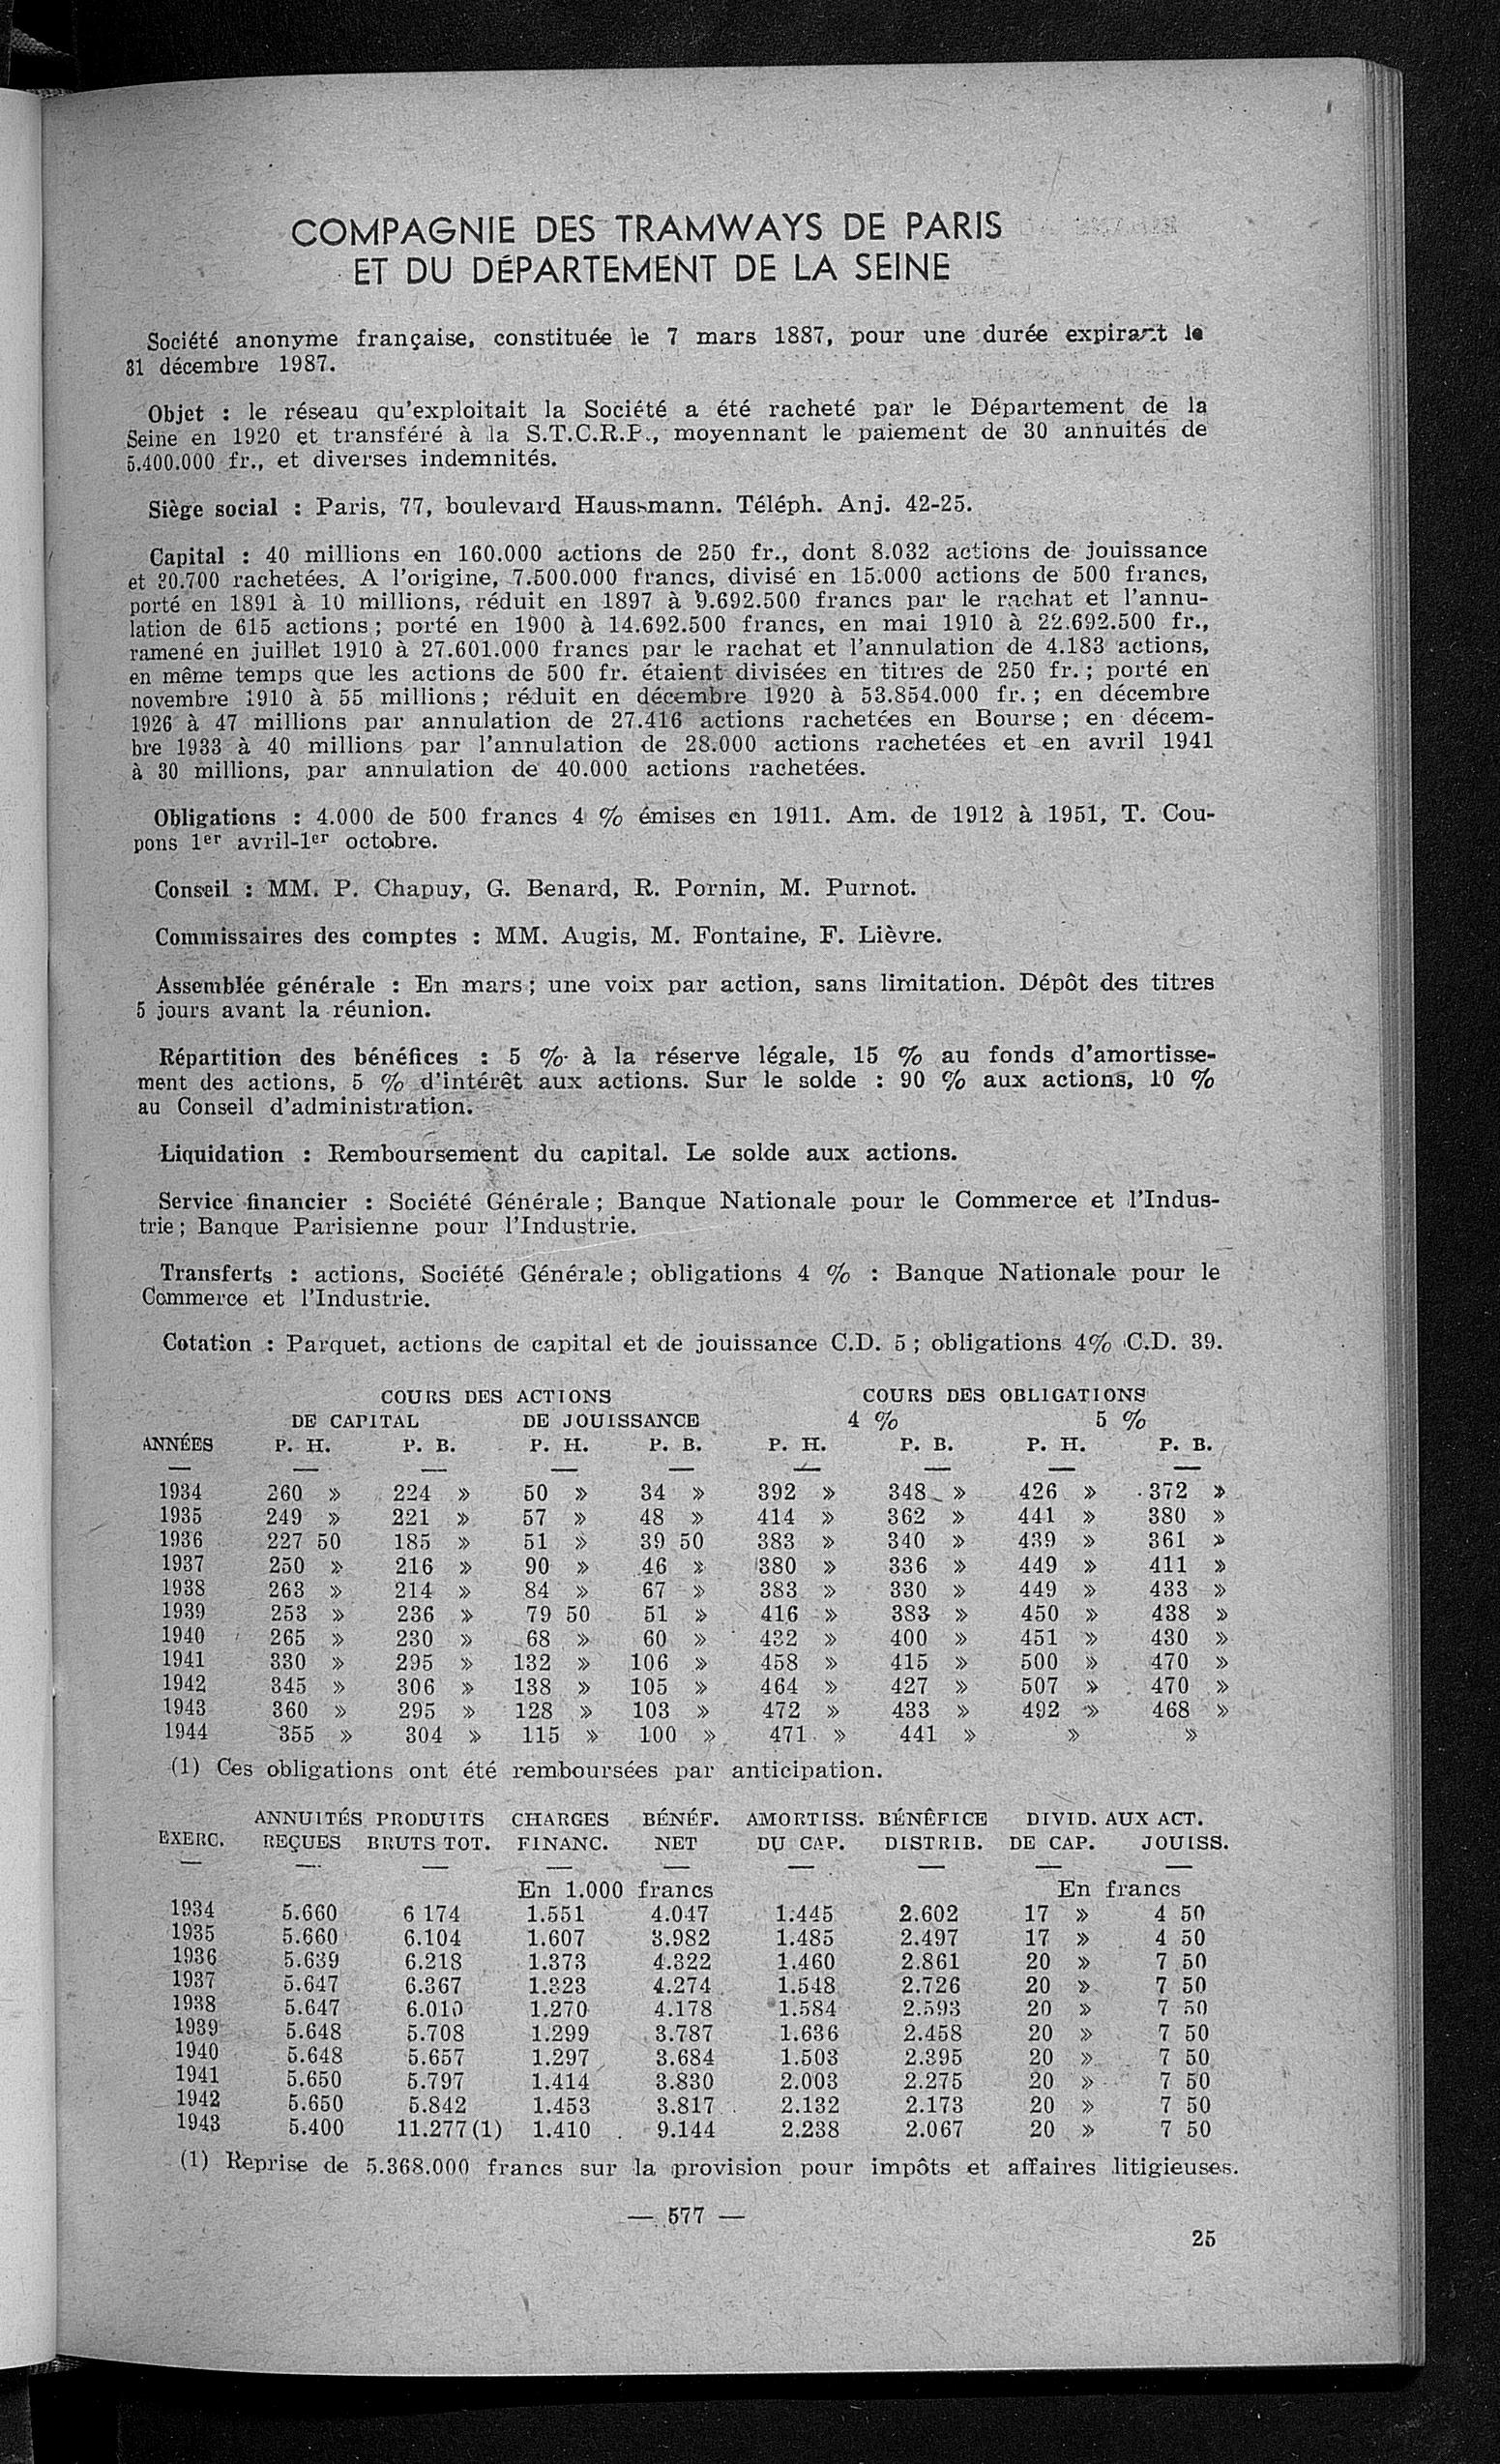 COMPAGNIE DES TRAMWAYS DE PARIS
ET DU DÉPARTEMENT DE LA SEINE
Société anonyme française, constituée le 7 mars 1887, pour une durée expirant le
31 décembre 1987.
Objet : le réseau qu'exploitait la Société a été racheté par le Département de la
Seine en 1920 et transféré à la S.T.C.R.P., moyennant le paiement de 30 annuités de
5.400.000 fr., et diverses indemnités.
Siège social : Paris, 77, boulevard Haussmann. Téléph. Anj. 42-25.
Capital : 40 millions en 160.000 actions de 250 fr., dont 8.032 actions de jouissance
et 20.700 rachetées. A l'origine, 7.500.000 francs, divisé en 15.000 actions de 500 francs,
porté en 1891 à 10 millions, réduit en 1897 à 9.692.500 francs par le rachat et l'annu-
lation de 615 actions ; porté en 1900 à 14.692.500 francs, en mai 1910 à 22.692.500 fr.,
ramené en juillet 1910 à 27.601.000 francs par le rachat et l'annulation de 4.183 actions,
en même temps que les actions de 500 fr. étaient divisées en titres de 250 fr. ; porté en
novembre 1910 à 55 millions ; réduit en décembre 1920 à 53.854.000 fr. ; en décembre
1926 à 47 millions par annulation de 27.416 actions rachetées en Bourse ; en décem-
bre 1933 à 40 millions par l'annulation de 28.000 actions rachetées et en avril 1941
à 30 millions, par annulation de 40.000 actions rachetées.
Obligations : 4.000 de 500 francs 4 % émises en 1911. Am. de 1912 à 1951, T. Cou-
pons 1er avril-1er octobre.
Conseil : MM. P. Chapuy, G. Benard, R. Pornin, M. Purnot.
Commissaires des comptes : MM. Augis, M. Fontaine, F. Lièvre.
Assemblée générale : En mars ; une voix par action, sans limitation. Dépôt des titres
5 jours avant la réunion.
Répartition des bénéfices : 5 % à la réserve légale, 15 % au fonds d'amortisse-
ment des actions, 5 % d'intérêt aux actions. Sur le solde : 90 % aux actions, 10 %
au Conseil d'administration.
Liquidation : Remboursement du capital. Le solde aux actions.
Service financier : Société Générale ; Banque Nationale pour le Commerce et l'Indus-
trie ; Banque Parisienne pour l'Industrie.
Transferts : actions, Société Générale ; obligations 4 % : Banque Nationale pour le
Commerce et l'Industrie.
Cotation : Parquet, actions de capital et de jouissance C.D. 5 ; obligations 4% C.D. 39.
COURS DES ACTIONS COURS DES OBLIGATIONS
DE CAPITAL DE JOUISSANCE 4 % 5 %
ANNÉES P. H. P. B. P. H. P. B. P. H. P. B. P. H. P. B.
1934 260 » 224 » 50 » 34 » 392 » 348 » 426 » 372 »
1935 249 » 221 » 57 » 48 » 414 » 362 » 441 » 380 »
1936 227 50 185 » 51 » 39 50 383 » 340 » 439 » 361 »
1937 250 » 216 » 90 » 46 » 380 » 336 » 449 » 411 »
1938 263 » 214 » 84 » 67 » 383 » 330 » 449 » 433 »
1939 253 » 236 » 79 50 51 » 416 » 383 » 450 » 438 »
1940 265 » 230 » 68 » 60 » 432 » 400 » 451 » 430 »
1941 330 » 295 » 132 » 106 » 458 » 415 » 500 » 470 »
1942 345 » 306 » 138 » 105 » 464 » 427 » 507 » 470 »
1943 360 » 295 » 128 » 103 » 472 » 433 » 492 » 468 »
1944 355 » 304 » 115 » 100 » 471 » 441 » » »
(1) Ces obligations ont été remboursées par anticipation.
ANNUITÉS PRODUITS CHARGES BÉNÉF. AMORTISS. BÉNÉFICE DIVID. AUX ACT.
EXERC. REÇUES BRUTS TOT. FINANC. NET DU CAP. DISTRIB. DE CAP. JOUISS.
En 1.000 francs En francs
1934 5.660 6 174 1.551 4.047 1.445 2.602 17 » 4 50
1935 5.660 6.104 1.607 3.982 1.485 2.497 17 » 4 50
1936 5.639 6.218 1.373 4.322 1.460 2.861 20 » 7 50
1937 5.647 6.367 1.323 4.274 1.548 2.726 20 » 7 50
1938 5.647 6.010 1.270 4.178 1.584 2.593 20 » 7 50
1939 5.648 5.708 1.299 3.787 1.636 2.458 20 » 7 50
1940 5.648 5.657 1.297 3.684 1.503 2.395 20 » 7 50
1941 5.650 5.797 1.414 3.830 2.003 2.275 20 » 7 50
1942 5.650 5.842 1.453 3.817 2.132 2.173 20 » 7 50
1943 5.400 11.277 (1) 1.410 9.144 2.238 2.067 20 » 7 50
(1) Reprise de 5.368.000 francs sur la provision pour impôts et affaires litigieuses.
— 577 —
25